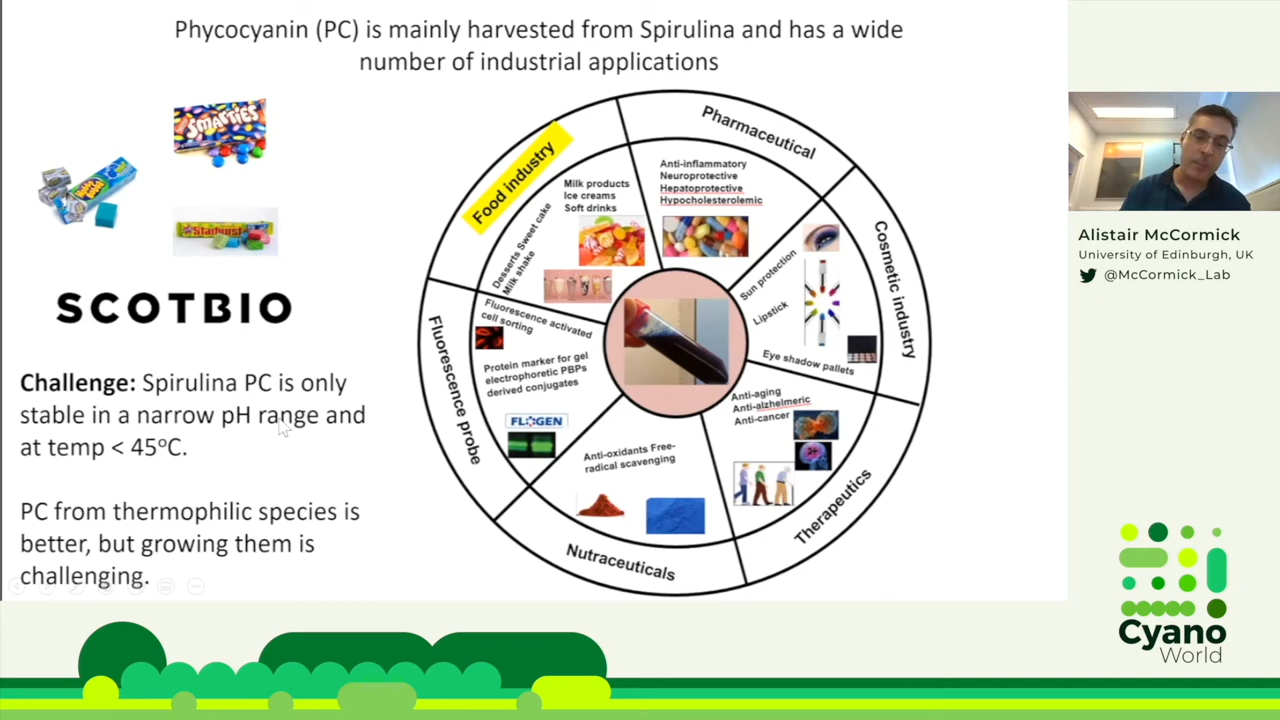 Phycocyanin (PC) is mainly harvested from Spirulina and has a wide
number of industrial applications
SMARTIES
Starburst
SCOTBIO
Challenge: Spirulina PC is only
stable in a narrow pH range and
at temp < 45°C.
PC from thermophilic species is
better, but growing them is
challenging.
Food industry
Milk products
Ice creams
Soft drinks
Desserts Sweet cake
Milk shake
Pharmaceutical
Anti-inflammatory
Neuroprotective
Hepatoprotective
Hypocholesterolemic
Cosmetic industry
Sun protection
Lipstick
Eye shadow pallets
Therapeutics
Anti-aging
Anti-alzhelmeric
Anti-cancer
Nutraceuticals
Anti-oxidants Free-
radical scavenging
Fluorescence probe
Fluorescence activated
cell sorting
Protein marker for gel
electrophoretic PBPs
derived conjugates
FLOGEN
Alistair McCormick
University of Edinburgh, UK
@McCormick_Lab
Cyano
World